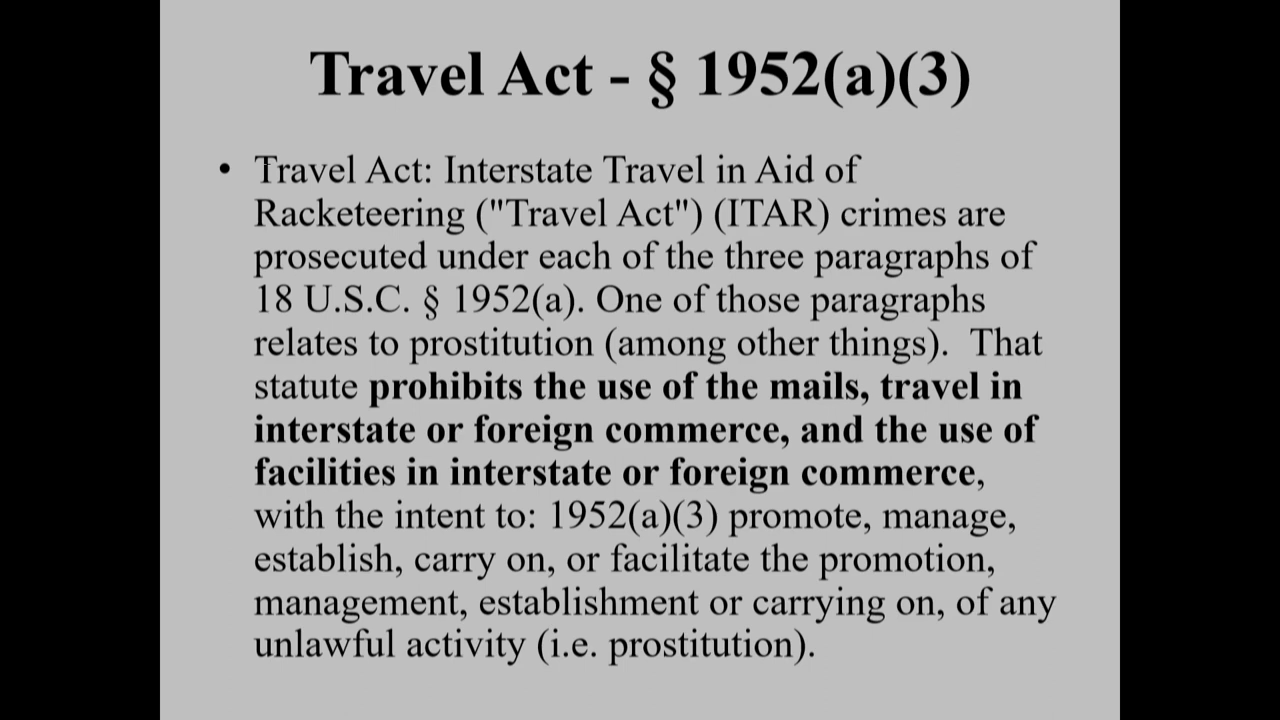 Travel Act - § 1952(a)(3)
• Travel Act: Interstate Travel in Aid of
Racketeering ("Travel Act") (ITAR) crimes are
prosecuted under each of the three paragraphs of
18 U.S.C. § 1952(a). One of those paragraphs
relates to prostitution (among other things).  That
statute prohibits the use of the mails, travel in
interstate or foreign commerce, and the use of
facilities in interstate or foreign commerce,
with the intent to: 1952(a)(3) promote, manage,
establish, carry on, or facilitate the promotion,
management, establishment or carrying on, of any
unlawful activity (i.e. prostitution).